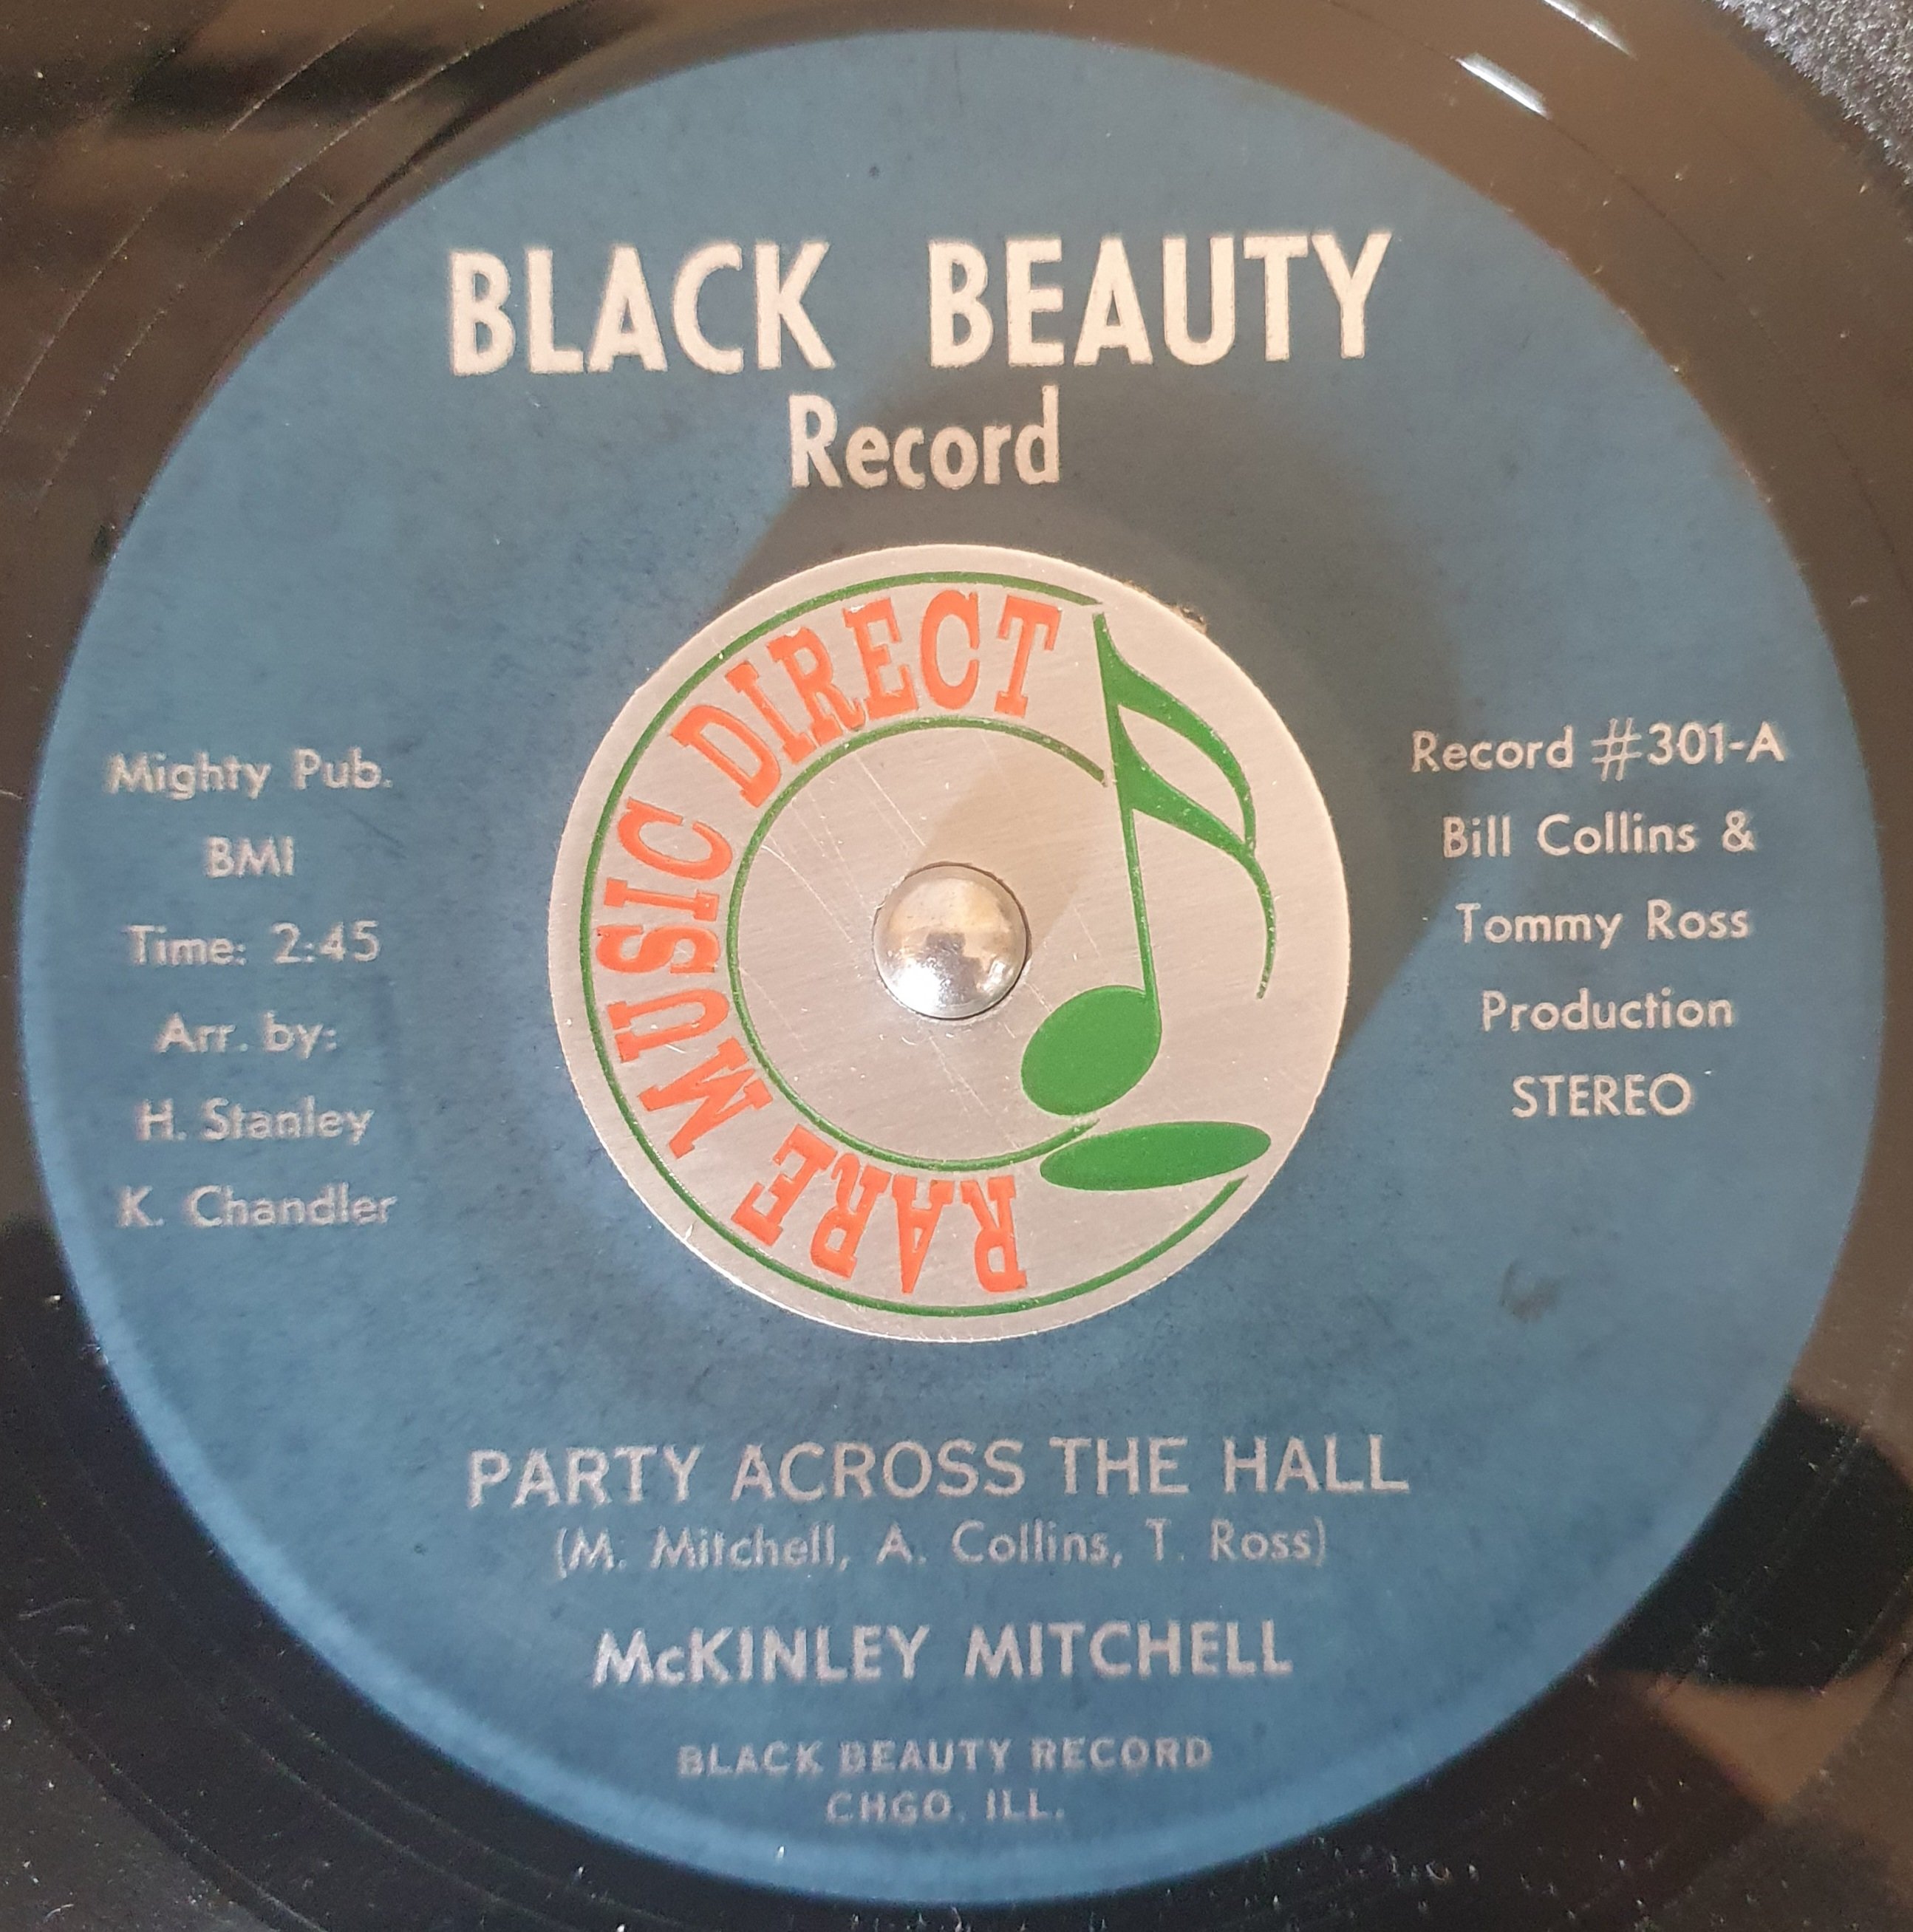 BLACK BEAUTY
Record
RARE MUSIC DIRECT
Mighty Pub.
BMI
Time: 2:45
Arr. by:
H. Stanley
K. Chandler
Record #301-A
Bill Collins &
Tommy Ross
Production
STEREO
PARTY ACROSS THE HALL
(M. Mitchell, A. Collins, T. Ross)
McKINLEY MITCHELL
BLACK BEAUTY RECORD
CHGO. ILL.